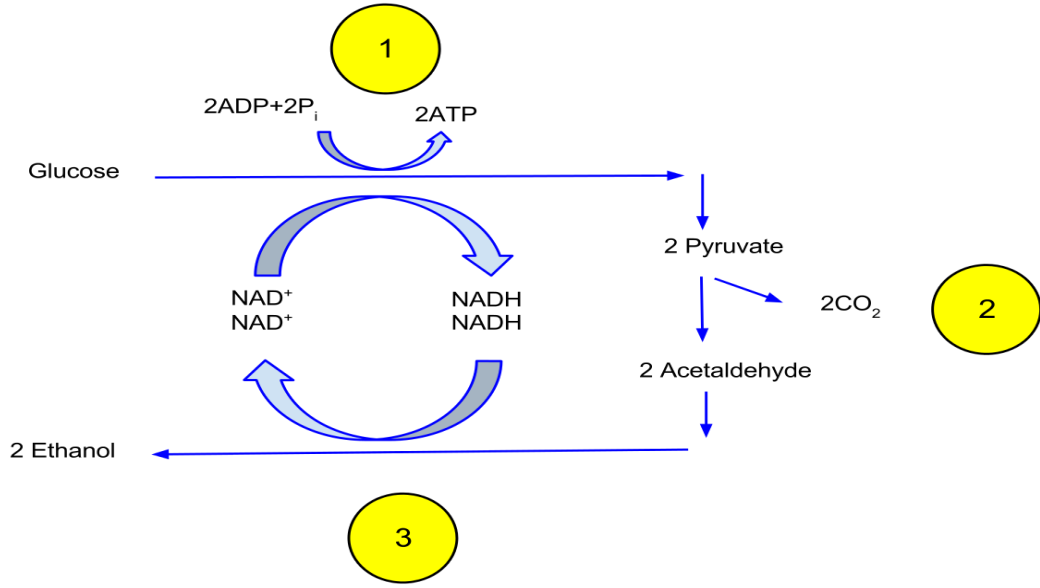 1
2ADP+2Pᵢ
2ATP
Glucose
2 Pyruvate
NAD⁺
NAD⁺
NADH
NADH
2CO₂
2
2 Acetaldehyde
2 Ethanol
3